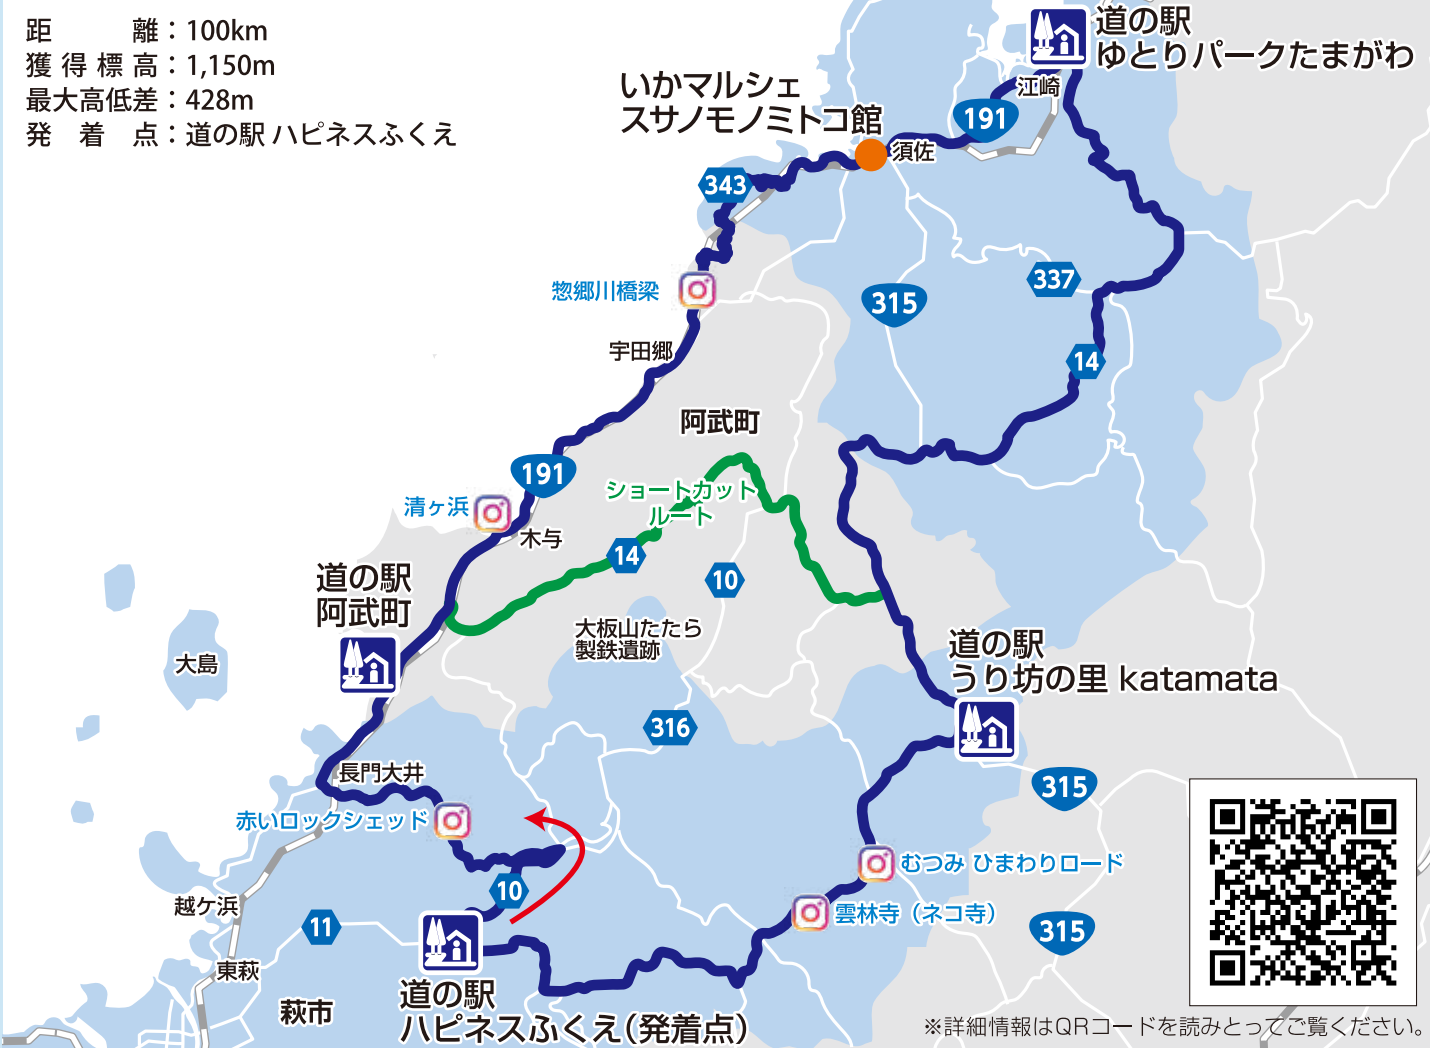 距離：100km
獲得標高：1,150m
最大高低差：428m
発着点：道の駅 ハピネスふくえ
道の駅
ゆとりパークたまがわ
江崎
191
いかマルシェ
スサノモノミトコ館
須佐
343
惣郷川橋梁
337
315
14
宇田郷
阿武町
191
ショートカット
ルート
清ヶ浜
木与
14
10
道の駅
阿武町
大板山たたら
製鉄遺跡
大島
道の駅
うり坊の里 katamata
316
長門大井
315
赤いロックシェッド
むつみ ひまわりロード
10
越ケ浜
雲林寺（ネコ寺）
11
315
東萩
萩市
道の駅
ハピネスふくえ（発着点）
※詳細情報はQRコードを読みとってご覧ください。